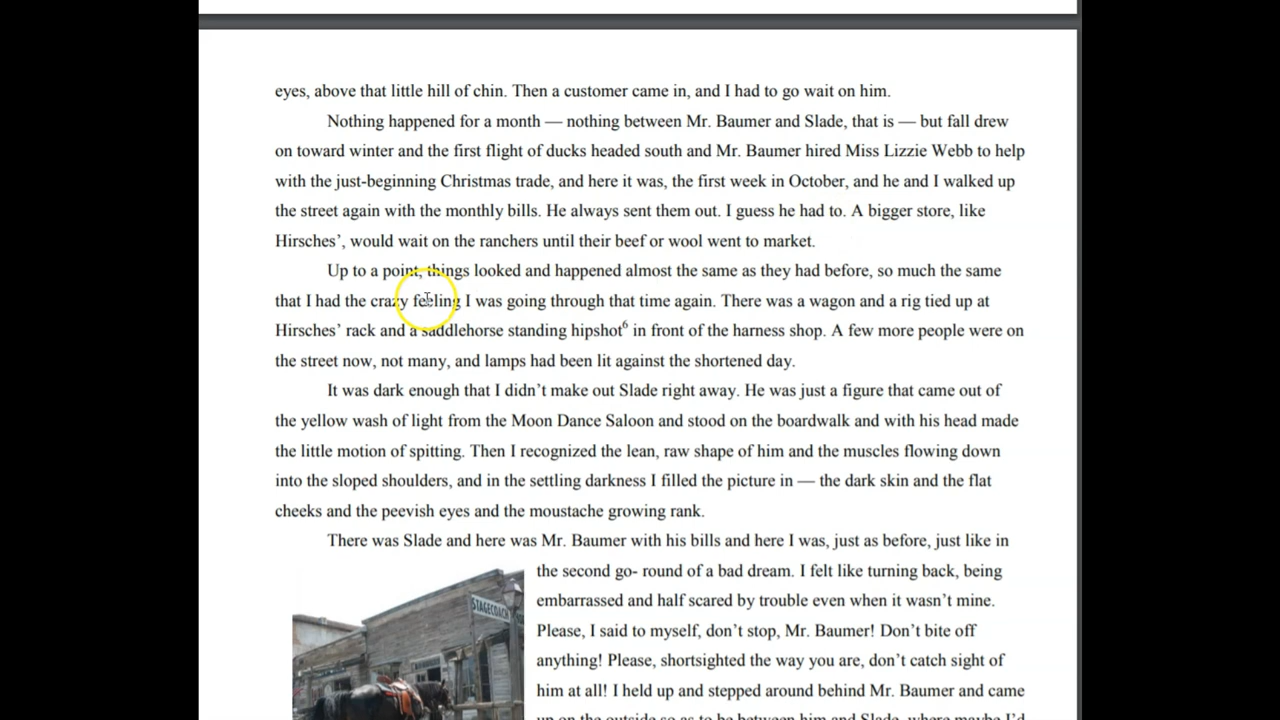 eyes, above that little hill of chin. Then a customer came in, and I had to go wait on him.
Nothing happened for a month — nothing between Mr. Baumer and Slade, that is — but fall drew
on toward winter and the first flight of ducks headed south and Mr. Baumer hired Miss Lizzie Webb to help
with the just-beginning Christmas trade, and here it was, the first week in October, and he and I walked up
the street again with the monthly bills. He always sent them out. I guess he had to. A bigger store, like
Hirsches’, would wait on the ranchers until their beef or wool went to market.
Up to a point, things looked and happened almost the same as they had before, so much the same
that I had the crazy feeling I was going through that time again. There was a wagon and a rig tied up at
Hirsches’ rack and a saddlehorse standing hipshot6 in front of the harness shop. A few more people were on
the street now, not many, and lamps had been lit against the shortened day.
It was dark enough that I didn’t make out Slade right away. He was just a figure that came out of
the yellow wash of light from the Moon Dance Saloon and stood on the boardwalk and with his head made
the little motion of spitting. Then I recognized the lean, raw shape of him and the muscles flowing down
into the sloped shoulders, and in the settling darkness I filled the picture in — the dark skin and the flat
cheeks and the peevish eyes and the moustache growing rank.
There was Slade and here was Mr. Baumer with his bills and here I was, just as before, just like in
the second go- round of a bad dream. I felt like turning back, being
embarrassed and half scared by trouble even when it wasn’t mine.
Please, I said to myself, don’t stop, Mr. Baumer! Don’t bite off
anything! Please, shortsighted the way you are, don’t catch sight of
him at all! I held up and stepped around behind Mr. Baumer and came
up on the outside so as to be between him and Slade, where maybe I’d
STAGECOACH